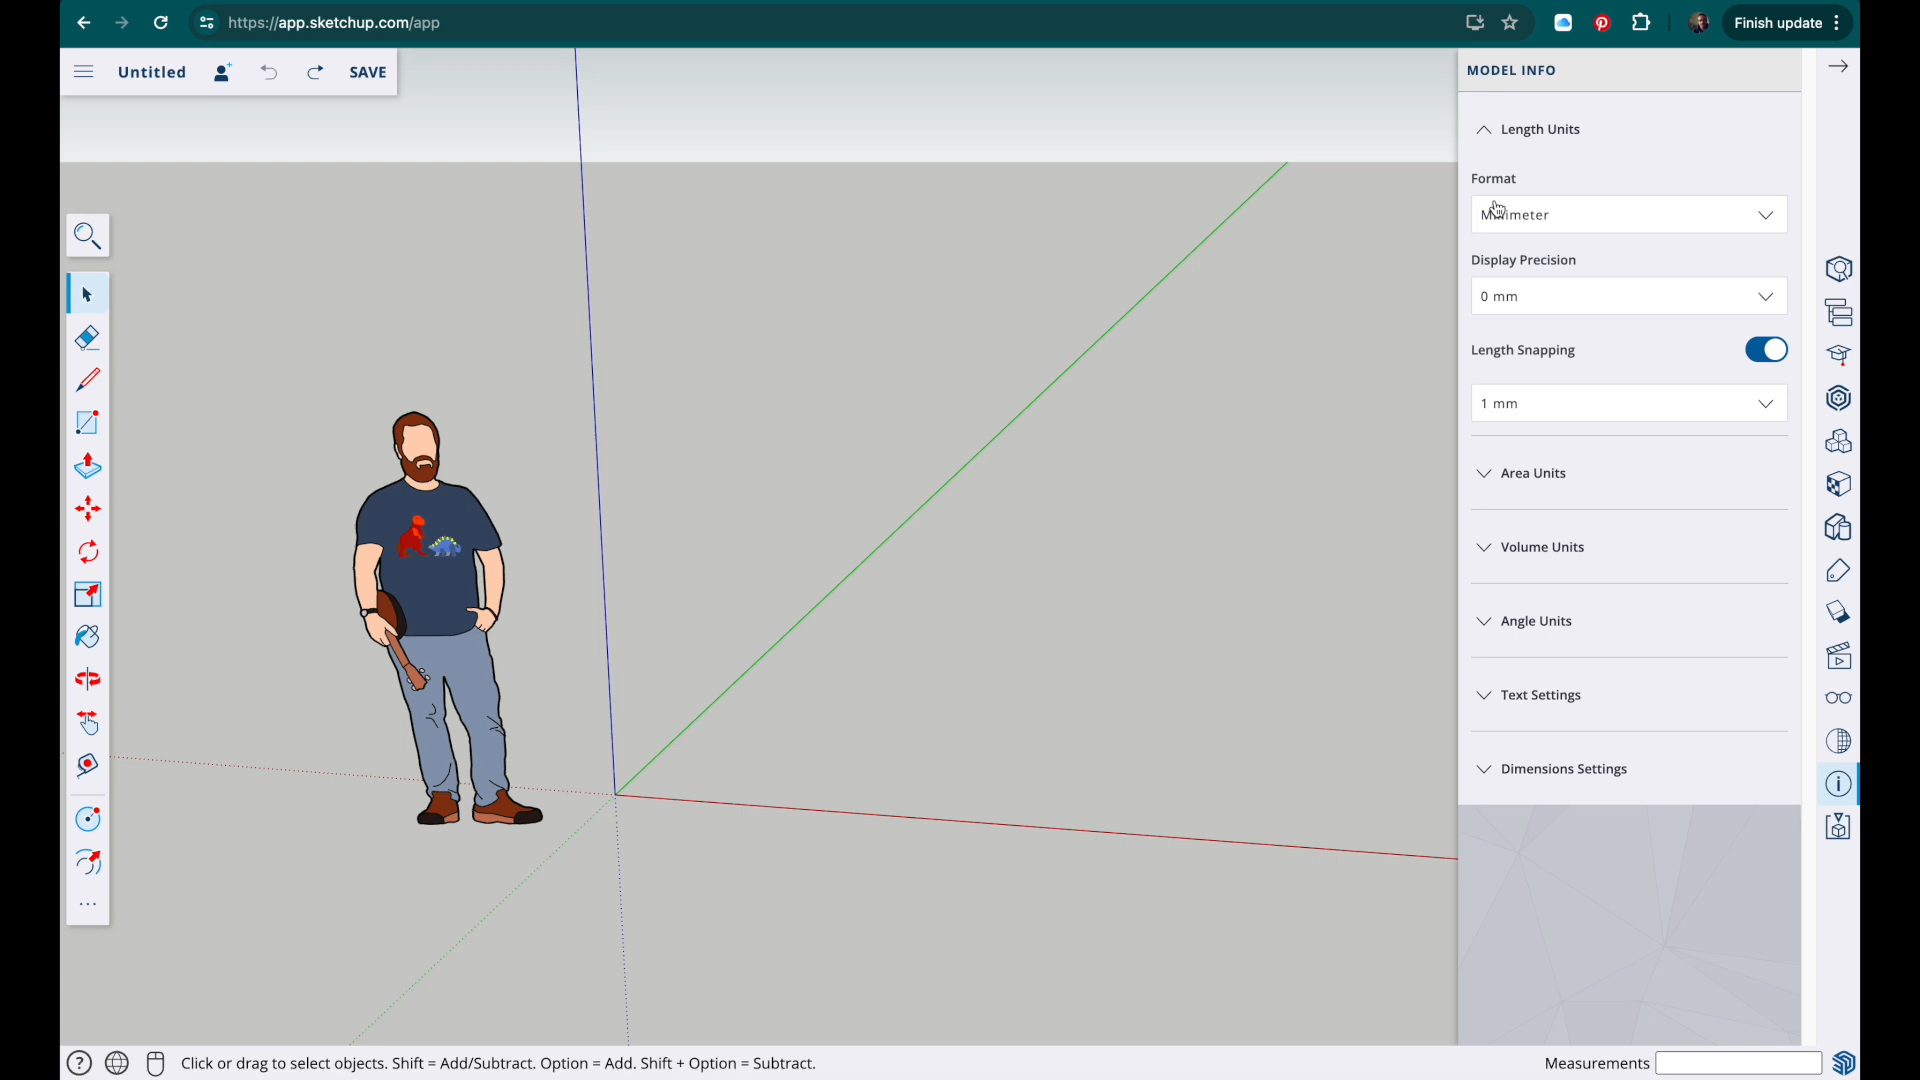 https://app.sketchup.com/app
Finish update
Untitled
SAVE
MODEL INFO
Length Units
Format
Millimeter
Display Precision
0 mm
Length Snapping
1 mm
Area Units
Volume Units
Angle Units
Text Settings
Dimensions Settings
Click or drag to select objects. Shift = Add/Subtract. Option = Add. Shift + Option = Subtract.
Measurements